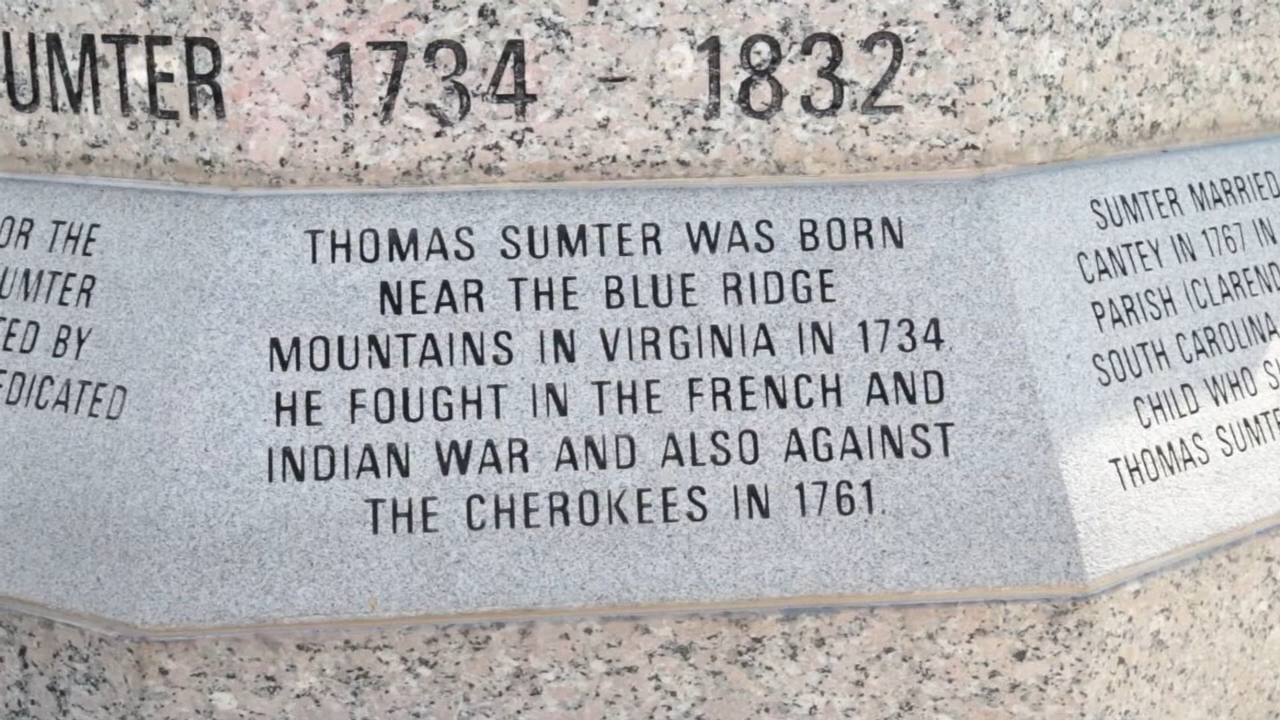 UMTER 1734 - 1832
OR THE
UMTER
ED BY
EDICATED
THOMAS SUMTER WAS BORN
NEAR THE BLUE RIDGE
MOUNTAINS IN VIRGINIA IN 1734.
HE FOUGHT IN THE FRENCH AND
INDIAN WAR AND ALSO AGAINST
THE CHEROKEES IN 1761.
SUMTER MARRIED
CANTEY IN 1767 IN
PARISH (CLAREND
SOUTH CAROLINA
CHILD WHO S
THOMAS SUMTE